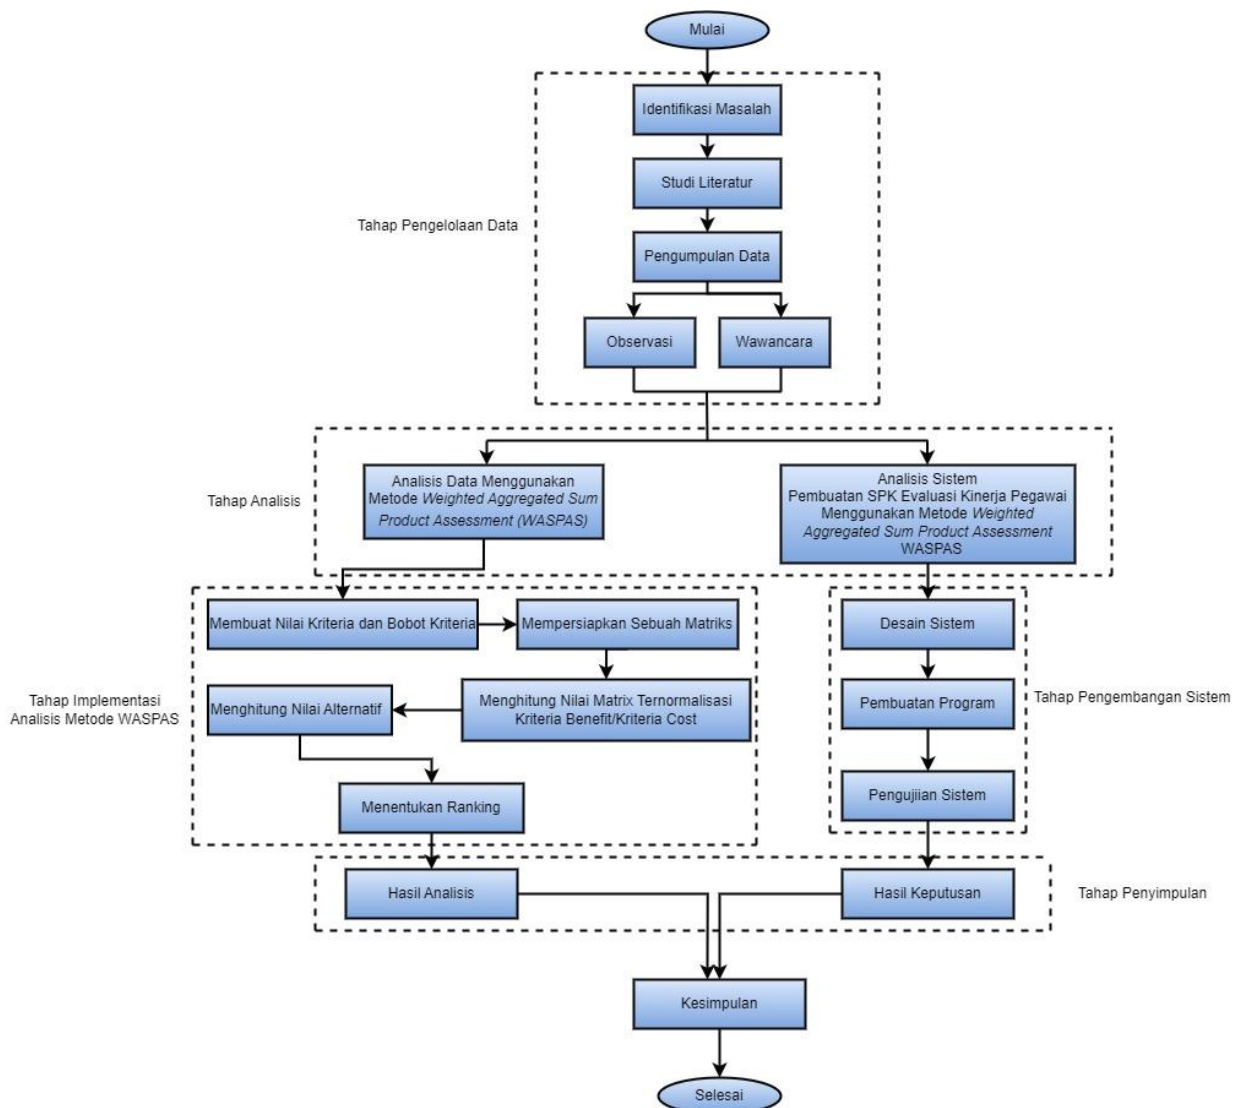 Mulai
Identifikasi Masalah
Studi Literatur
Tahap Pengelolaan Data
Pengumpulan Data
Observasi
Wawancara
Tahap Analisis
Analisis Data Menggunakan
Metode Weighted Aggregated Sum
Product Assessment (WASPAS)
Analisis Sistem
Pembuatan SPK Evaluasi Kinerja Pegawai
Menggunakan Metode Weighted
Aggregated Sum Product Assessment
WASPAS
Membuat Nilai Kriteria dan Bobot Kriteria
Mempersiapkan Sebuah Matriks
Desain Sistem
Tahap Implementasi
Analisis Metode WASPAS
Menghitung Nilai Alternatif
Menghitung Nilai Matrix Ternormalisasi
Kriteria Benefit/Kriteria Cost
Pembuatan Program
Tahap Pengembangan Sistem
Menentukan Ranking
Pengujiian Sistem
Hasil Analisis
Hasil Keputusan
Tahap Penyimpulan
Kesimpulan
Selesai